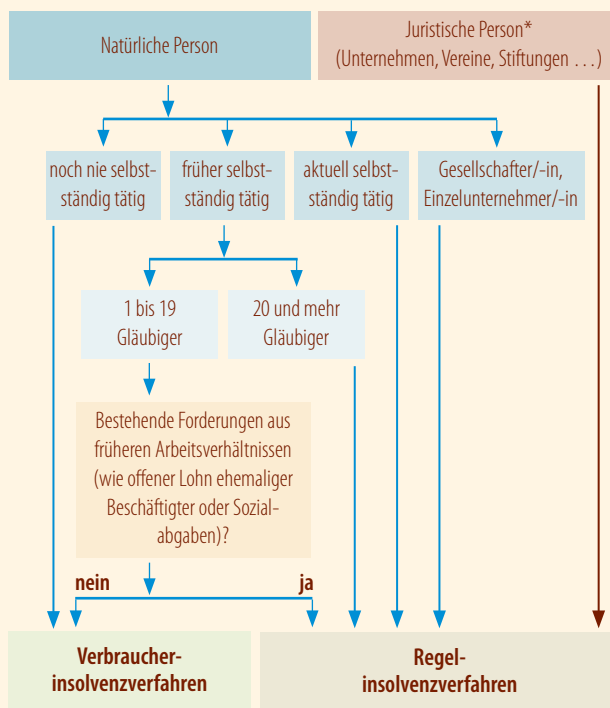 Natürliche Person
Juristische Person*
(Unternehmen, Vereine, Stiftungen …)
noch nie selbst-
ständig tätig
früher selbst-
ständig tätig
aktuell selbst-
ständig tätig
Gesellschafter/-in,
Einzelunternehmer/-in
1 bis 19
Gläubiger
20 und mehr
Gläubiger
Bestehende Forderungen aus
früheren Arbeitsverhältnissen
(wie offener Lohn ehemaliger
Beschäftigter oder Sozial-
abgaben)?
nein
ja
Verbraucher-
insolvenzverfahren
Regel-
insolvenzverfahren